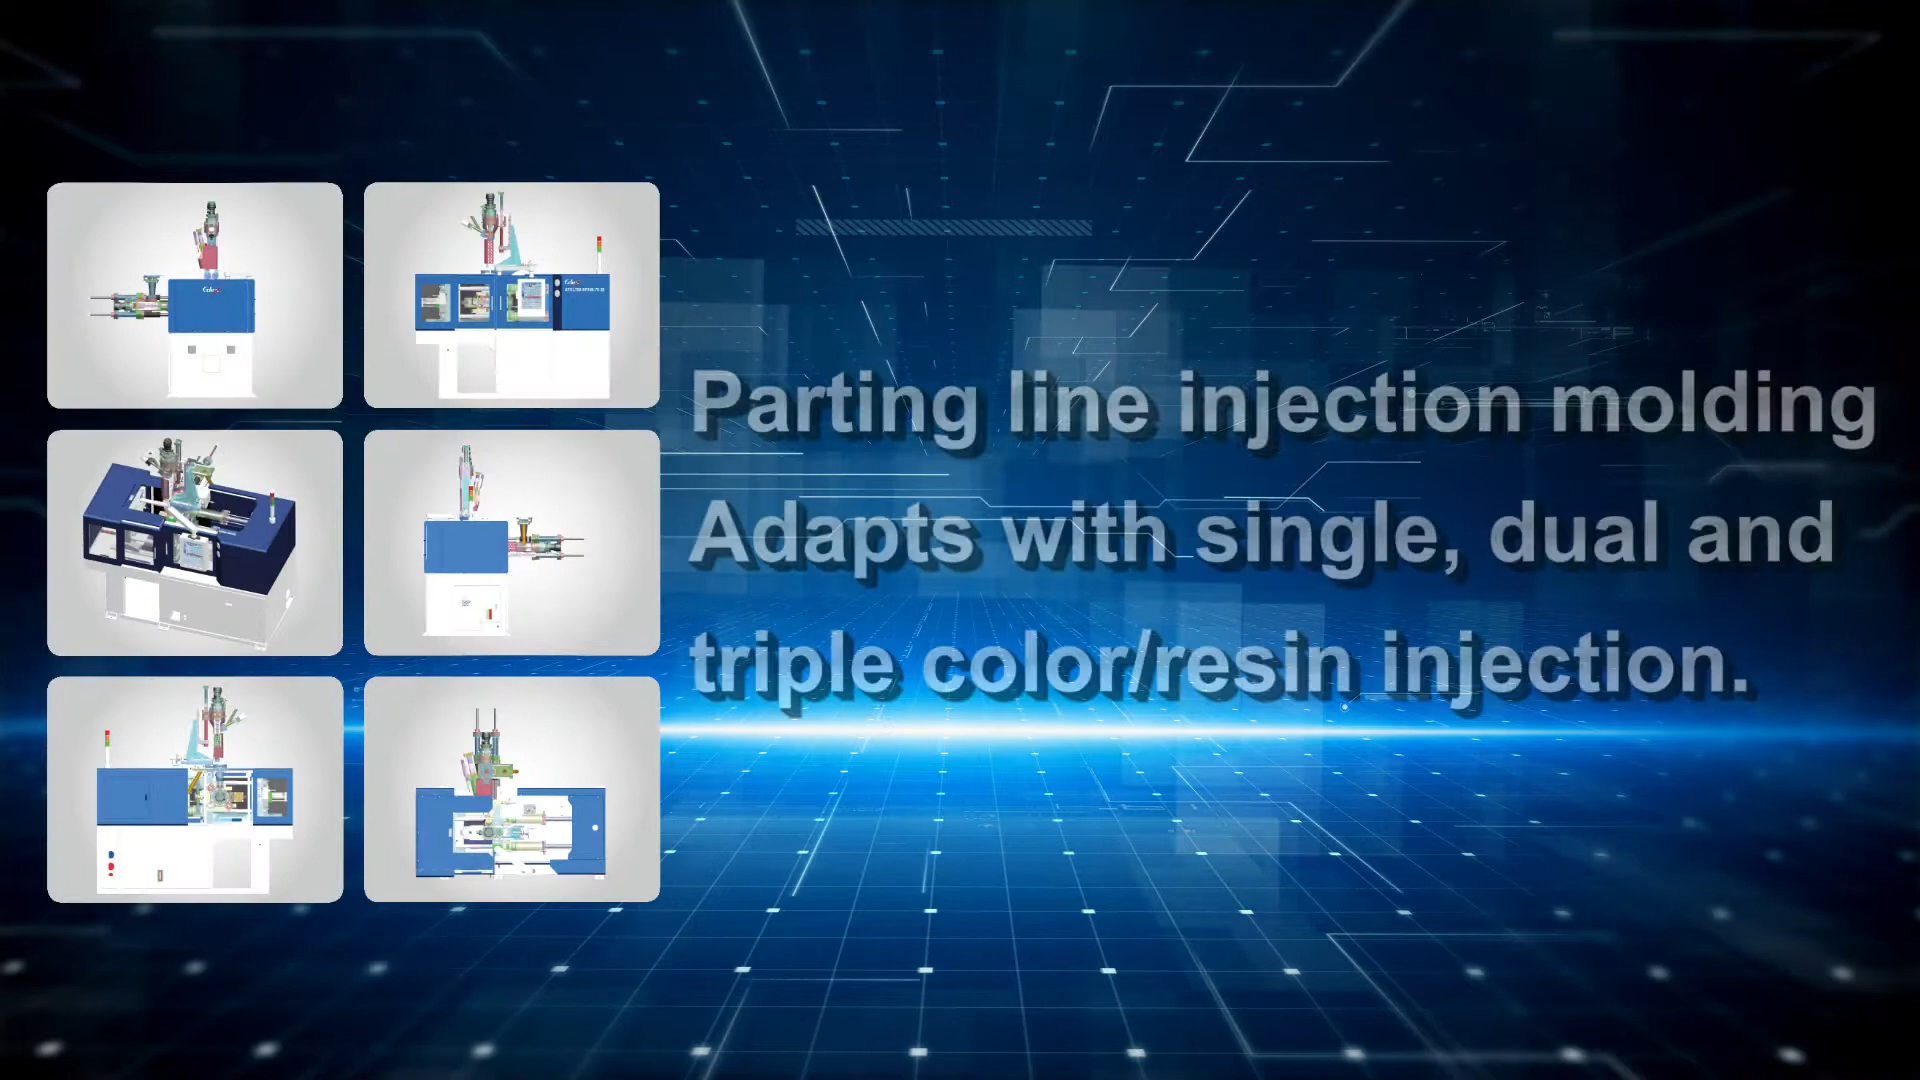 Parting line injection molding
Adapts with single, dual and
triple color/resin injection.